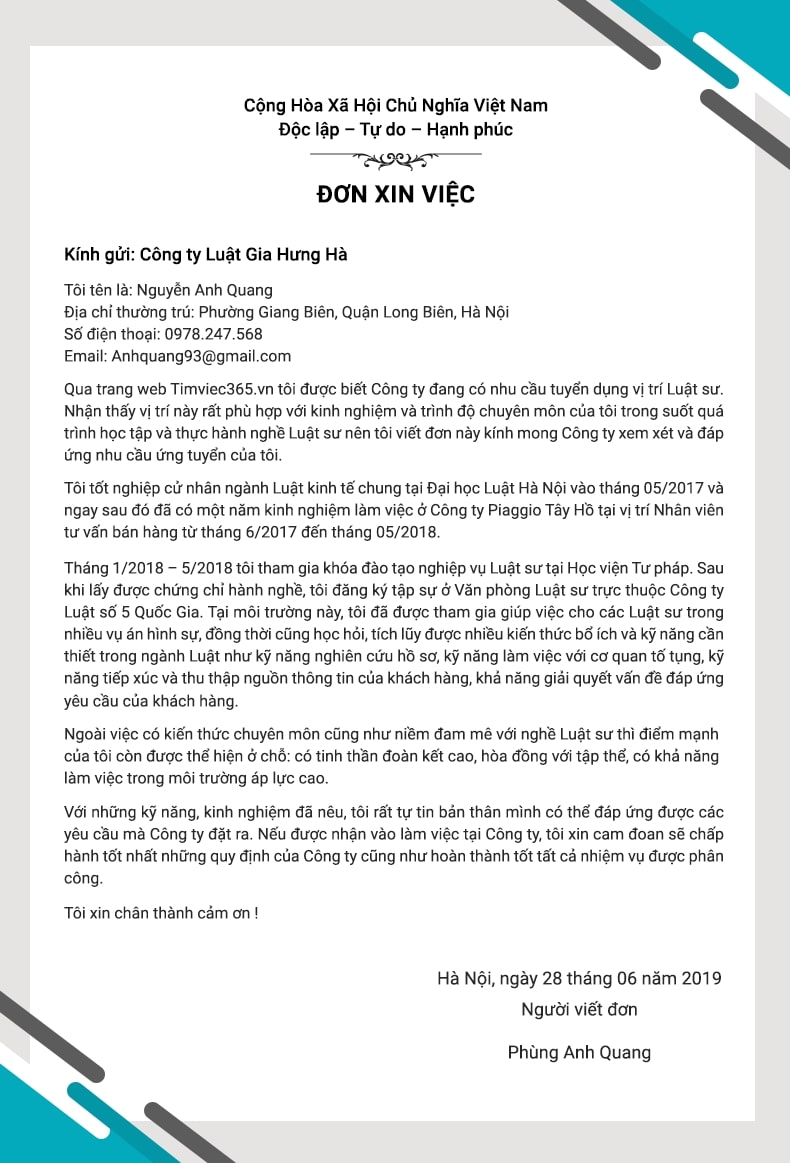 Cộng Hòa Xã Hội Chủ Nghĩa Việt Nam
Độc lập – Tự do – Hạnh phúc
ĐƠN XIN VIỆC
Kính gửi: Công ty Luật Gia Hưng Hà
Tôi tên là: Nguyễn Anh Quang
Địa chỉ thường trú: Phường Giang Biên, Quận Long Biên, Hà Nội
Số điện thoại: 0978.247.568
Email: Anhquang93@gmail.com
Qua trang web Timviec365.vn tôi được biết Công ty đang có nhu cầu tuyển dụng vị trí Luật sư.
Nhận thấy vị trí này rất phù hợp với kinh nghiệm và trình độ chuyên môn của tôi trong suốt quá
trình học tập và thực hành nghề Luật sư nên tôi viết đơn này kính mong Công ty xem xét và đáp
ứng nhu cầu ứng tuyển của tôi.
Tôi tốt nghiệp cử nhân ngành Luật kinh tế chung tại Đại học Luật Hà Nội vào tháng 05/2017 và
ngay sau đó đã có một năm kinh nghiệm làm việc ở Công ty Piaggio Tây Hồ tại vị trí Nhân viên
tư vấn bán hàng từ tháng 6/2017 đến tháng 05/2018.
Tháng 1/2018 – 5/2018 tôi tham gia khóa đào tạo nghiệp vụ Luật sư tại Học viện Tư pháp. Sau
khi lấy được chứng chỉ hành nghề, tôi đăng ký tập sự ở Văn phòng Luật sư trực thuộc Công ty
Luật số 5 Quốc Gia. Tại môi trường này, tôi đã được tham gia giúp việc cho các Luật sư trong
nhiều vụ án hình sự, đồng thời cũng học hỏi, tích lũy được nhiều kiến thức bổ ích và kỹ năng cần
thiết trong ngành Luật như kỹ năng nghiên cứu hồ sơ, kỹ năng làm việc với cơ quan tố tụng, kỹ
năng tiếp xúc và thu thập nguồn thông tin của khách hàng, khả năng giải quyết vấn đề đáp ứng
yêu cầu của khách hàng.
Ngoài việc có kiến thức chuyên môn cũng như niềm đam mê với nghề Luật sư thì điểm mạnh
của tôi còn được thể hiện ở chỗ: có tinh thần đoàn kết cao, hòa đồng với tập thể, có khả năng
làm việc trong môi trường áp lực cao.
Với những kỹ năng, kinh nghiệm đã nêu, tôi rất tự tin bản thân mình có thể đáp ứng được các
yêu cầu mà Công ty đặt ra. Nếu được nhận vào làm việc tại Công ty, tôi xin cam đoan sẽ chấp
hành tốt nhất những quy định của Công ty cũng như hoàn thành tốt tất cả nhiệm vụ được phân
công.
Tôi xin chân thành cảm ơn !
Hà Nội, ngày 28 tháng 06 năm 2019
Người viết đơn
Phùng Anh Quang